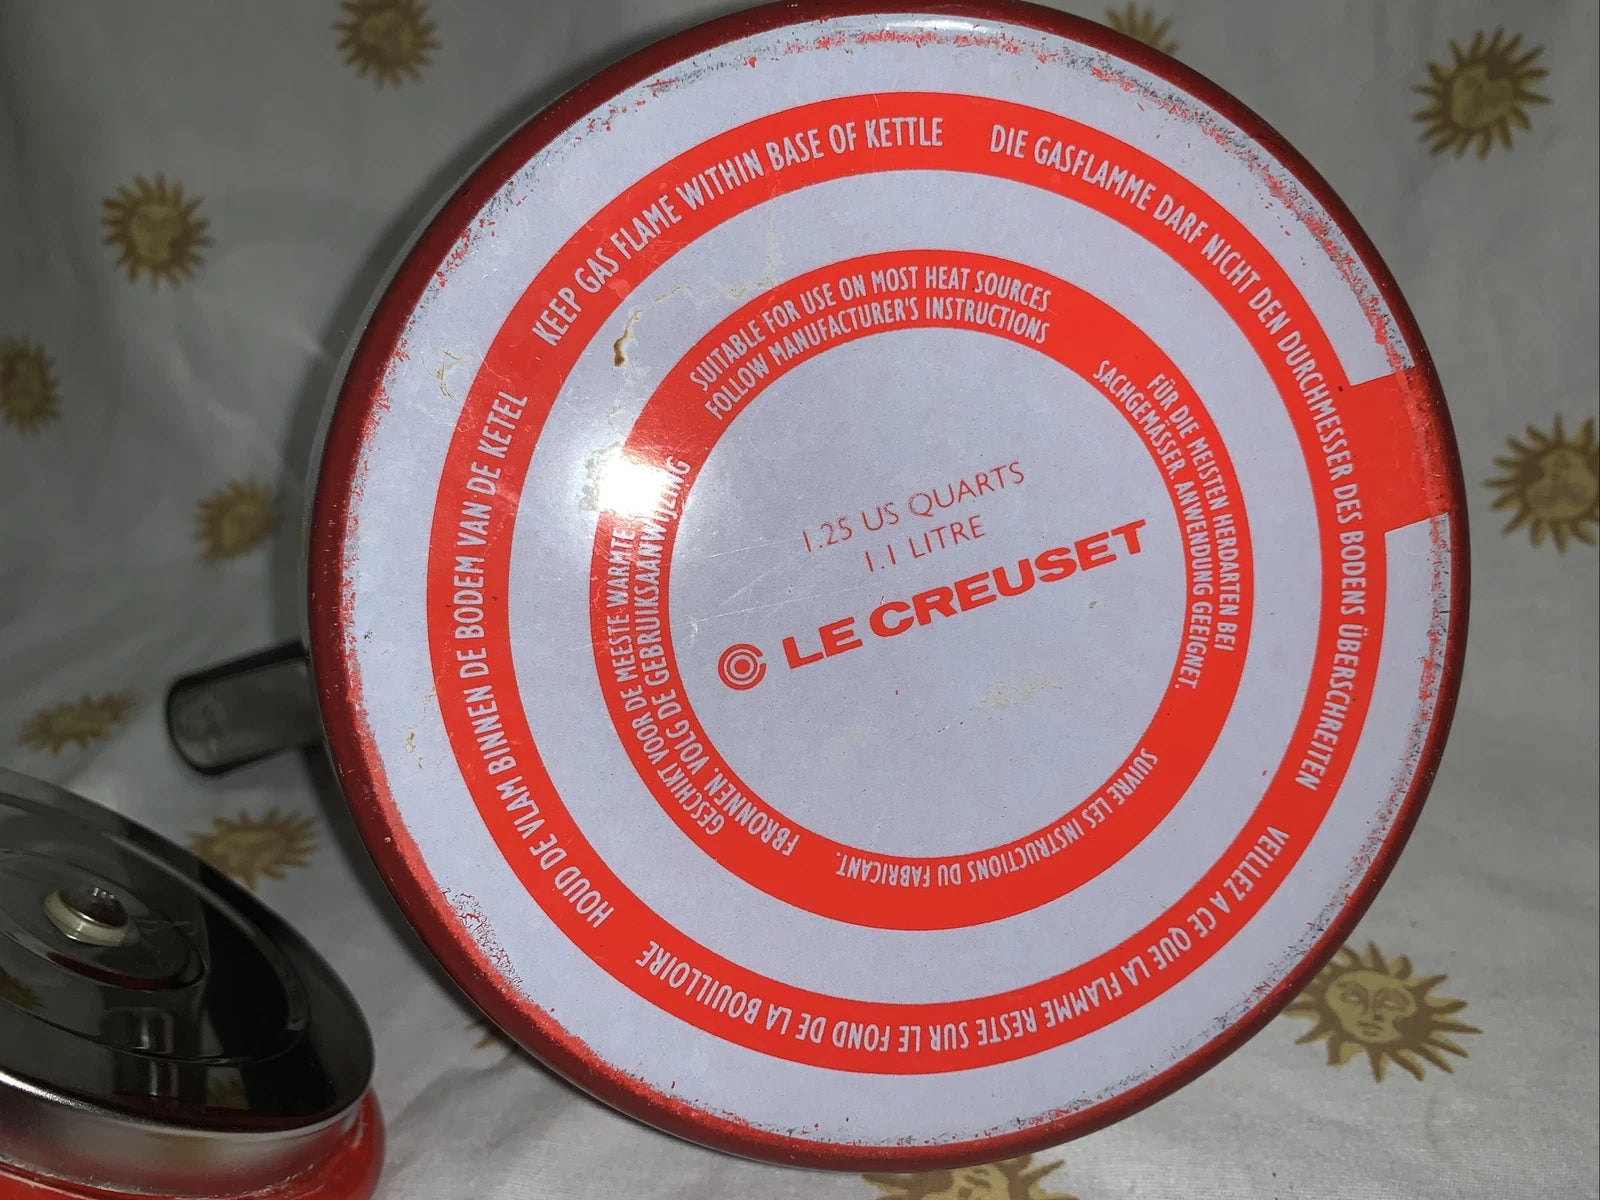 KEEP GAS FLAME WITHIN BASE OF KETTLE
DIE GASFLAMME DARF NICHT DEN DURCHMESSER DES BODENS ÜBERSCHREITEN
VEILLEZ A CE QUE LA FLAMME RESTE SUR LE FOND DE LA BOUILLOIRE
HOUD DE VLAM BINNEN DE BODEM VAN DE KETEL
SUITABLE FOR USE ON MOST HEAT SOURCES
FOLLOW MANUFACTURER'S INSTRUCTIONS
FÜR DIE MEISTEN HERDARTEN BEI
SACHGEMÄSSER. ANWENDUNG GEEIGNET.
SUIVRE LES INSTRUCTIONS DU FABRICANT.
GESCHIKT VOOR DE MEESTE WARMTE
FBRONNEN. VOLG DE GEBRUIKSAANWIJZING
1.25 US QUARTS
1.1 LITRE
LE CREUSET